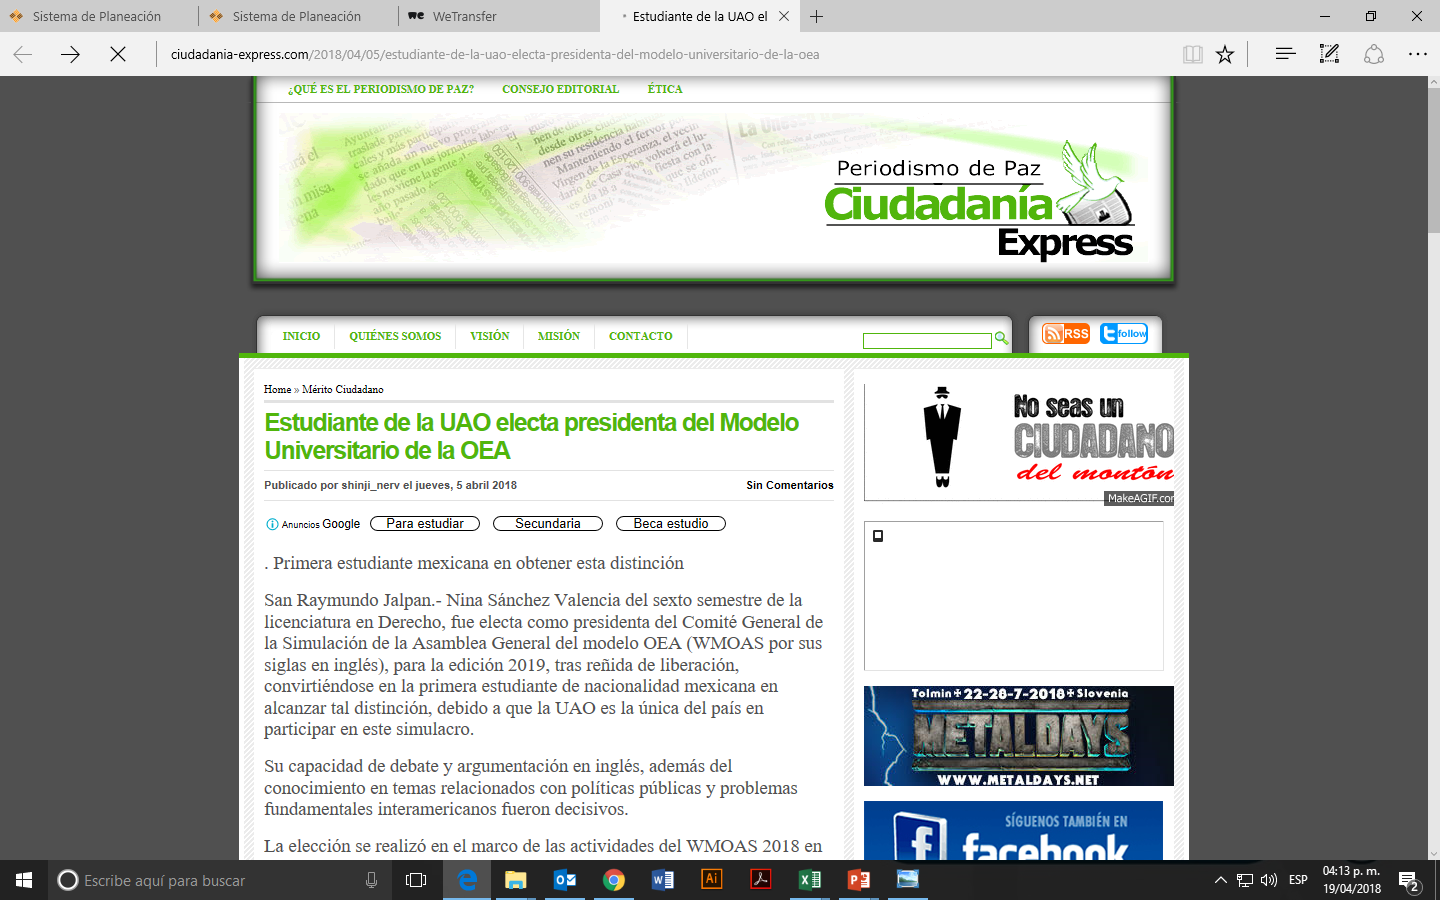 Sistema de Planeación
Sistema de Planeación
WeTransfer
Estudiante de la UAO el
ciudadania-express.com/2018/04/05/estudiante-de-la-uao-electa-presidenta-del-modelo-universitario-de-la-oea
¿QUÉ ES EL PERIODISMO DE PAZ?
CONSEJO EDITORIAL
ÉTICA
Periodismo de Paz
Ciudadanía
Express
INICIO
QUIÉNES SOMOS
VISIÓN
MISIÓN
CONTACTO
RSS
follow
Home » Mérito Ciudadano
Estudiante de la UAO electa presidenta del Modelo
Universitario de la OEA
Publicado por shinji_nerv el jueves, 5 abril 2018
Sin Comentarios
Anuncios Google
Para estudiar
Secundaria
Beca estudio
. Primera estudiante mexicana en obtener esta distinción
San Raymundo Jalpan.- Nina Sánchez Valencia del sexto semestre de la
licenciatura en Derecho, fue electa como presidenta del Comité General de
la Simulación de la Asamblea General del modelo OEA (WMOAS por sus
siglas en inglés), para la edición 2019, tras reñida de liberación,
convirtiéndose en la primera estudiante de nacionalidad mexicana en
alcanzar tal distinción, debido a que la UAO es la única del país en
participar en este simulacro.
Su capacidad de debate y argumentación en inglés, además del
conocimiento en temas relacionados con políticas públicas y problemas
fundamentales interamericanos fueron decisivos.
La elección se realizó en el marco de las actividades del WMOAS 2018 en
No seas un
CIUDADANO
del montón
MakeAGIF.com
Tolmin 22-28-7-2018 Slovenia
METALDAYS
WWW.METALDAYS.NET
SÍGUENOS TAMBIÉN EN
facebook
Escribe aquí para buscar
ESP
04:13 p. m.
19/04/2018
2